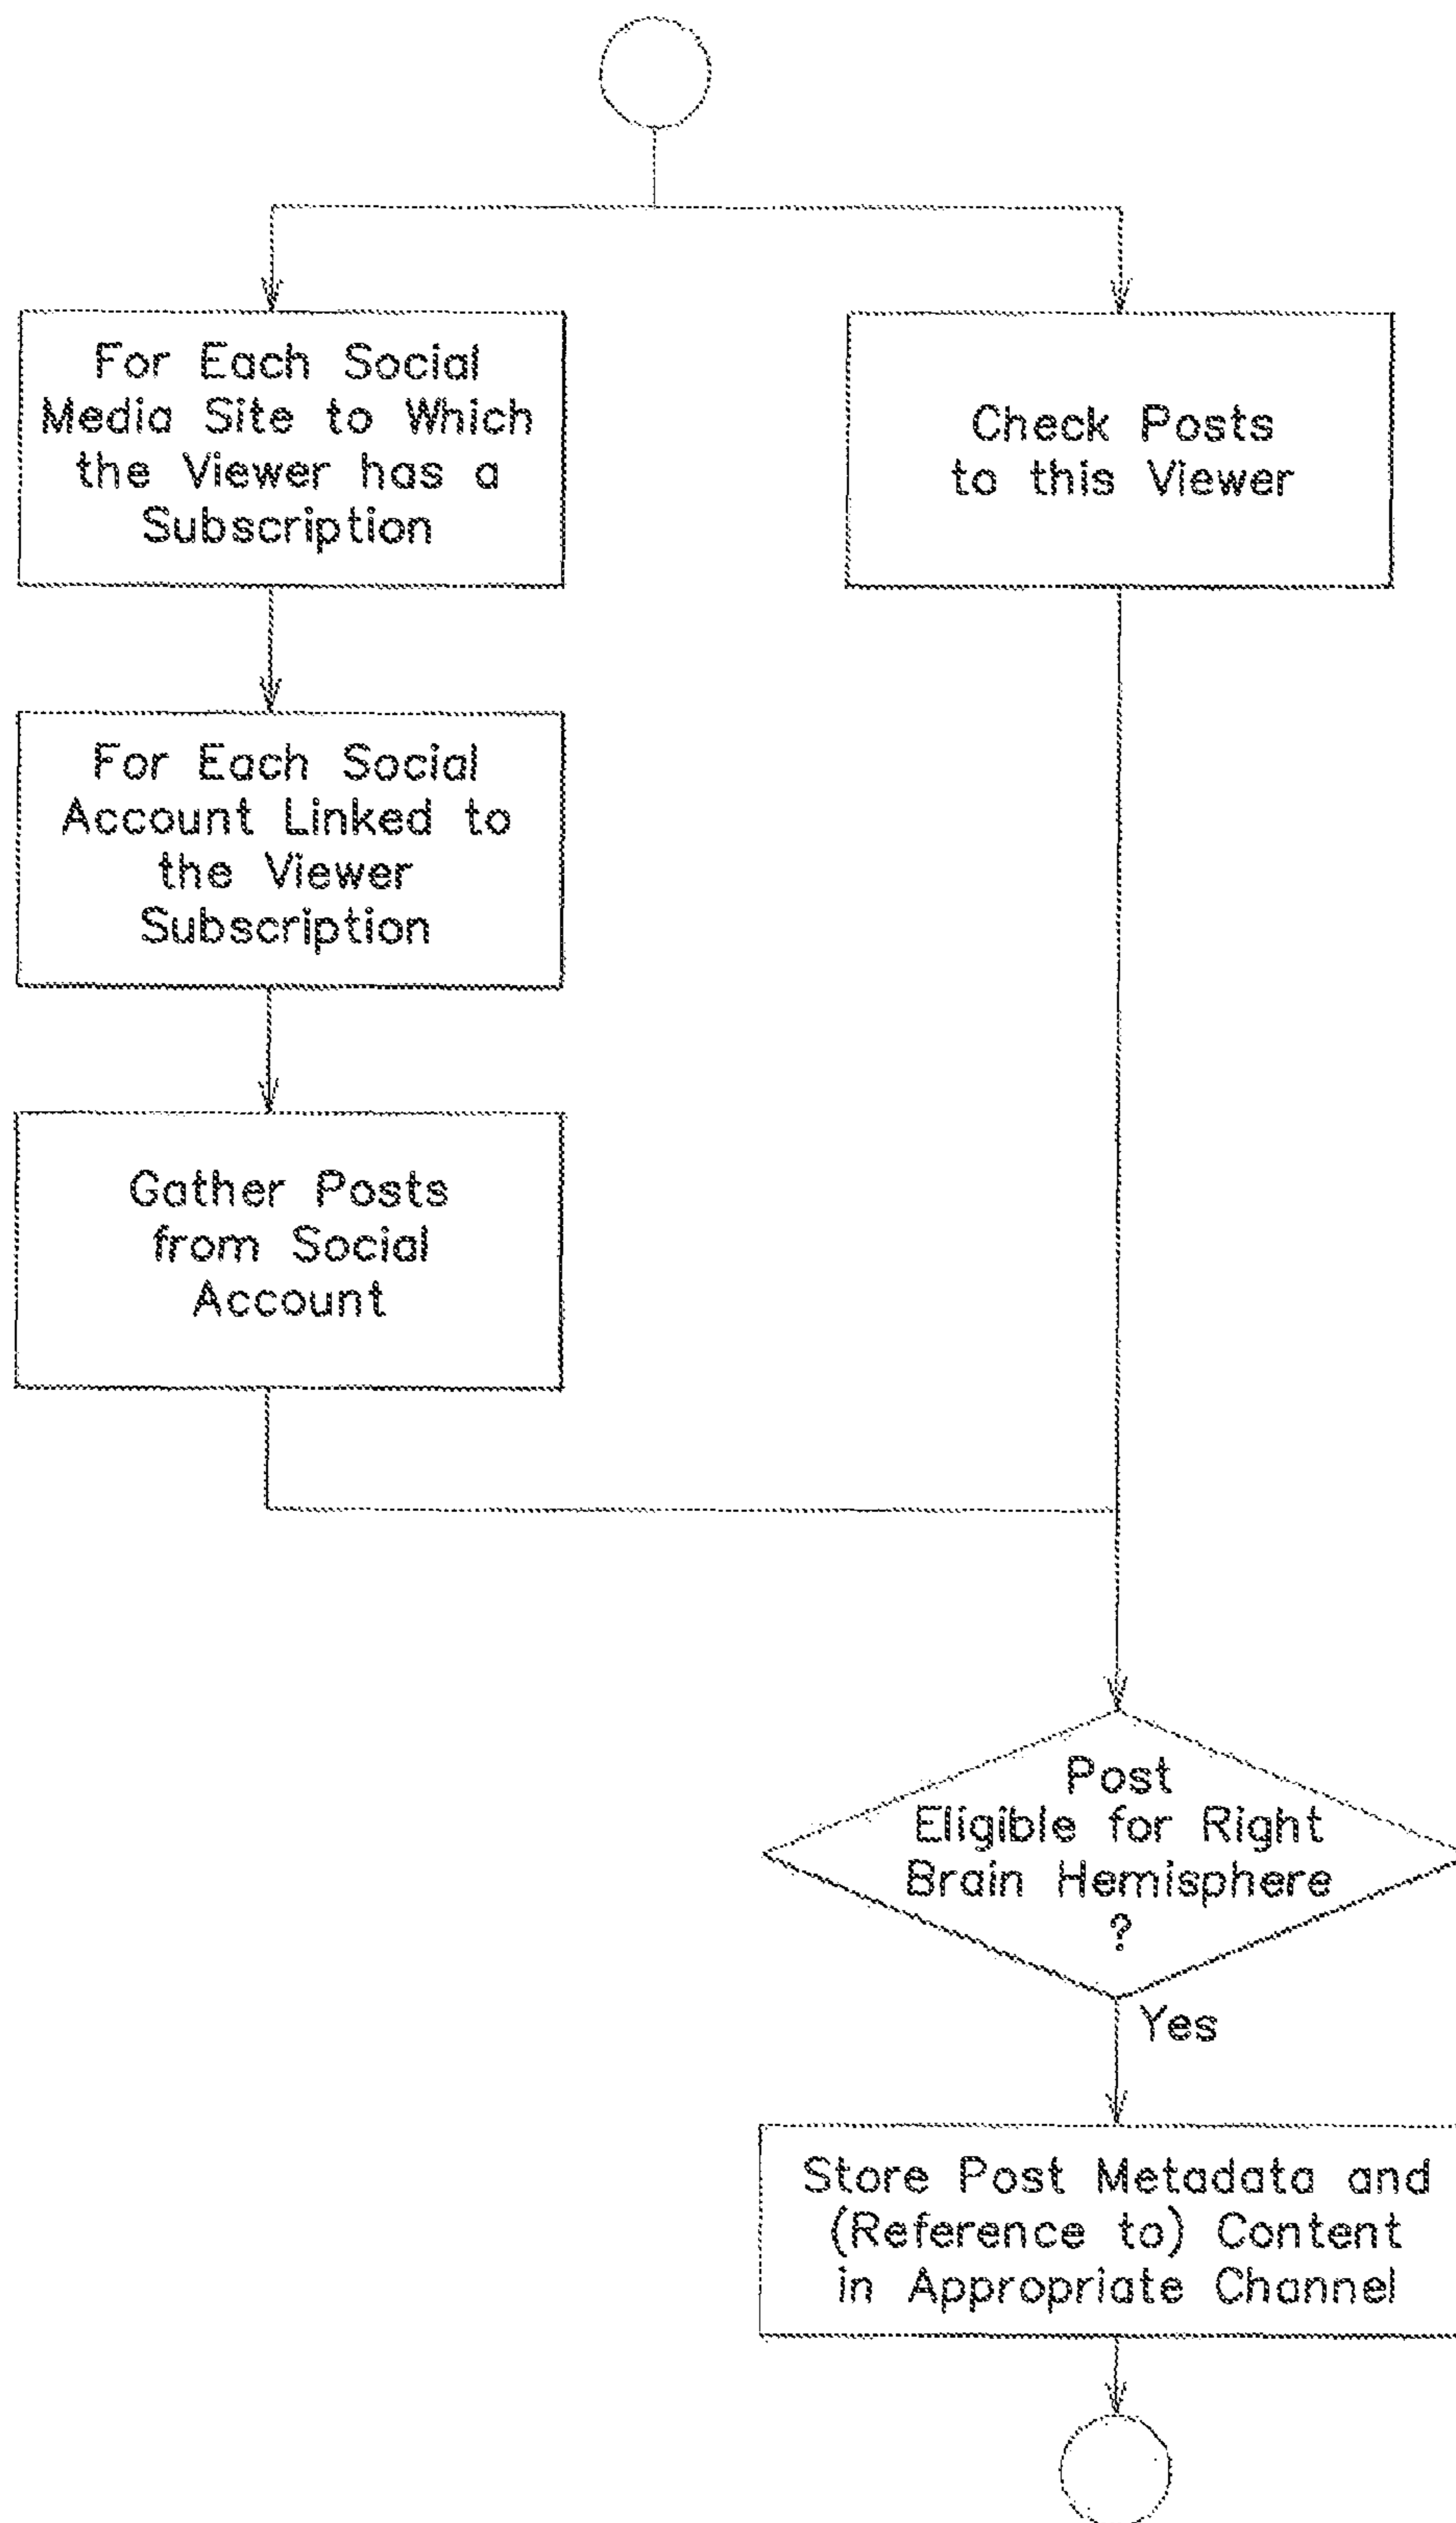 For Each Social
Media Site to Which
the Viewer has a
Subscription
Check Posts
to this Viewer
For Each Social
Account Linked to
the Viewer
Subscription
Gather Posts
from Social
Account
Post
Eligible for Right
Brain Hemisphere
?
Yes
Store Post Metadata and
(Reference to) Content
in Appropriate Channel